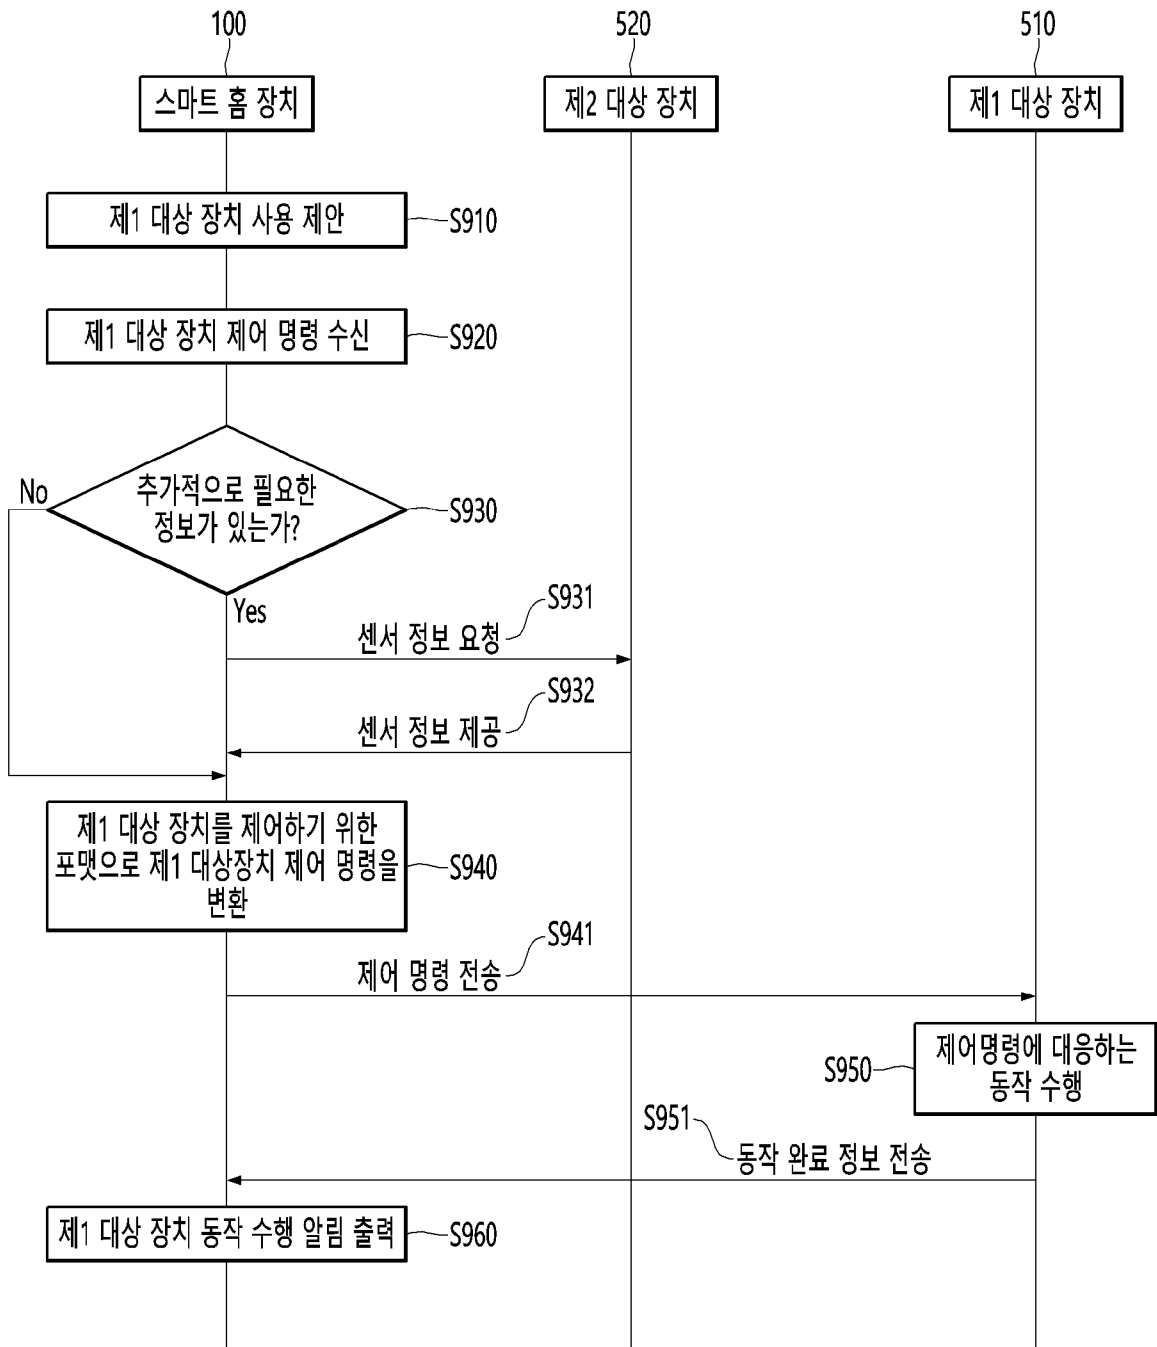 100
520
510
스마트 홈 장치
제2 대상 장치
제1 대상 장치
제1 대상 장치 사용 제안
S910
제1 대상 장치 제어 명령 수신
S920
No
추가적으로 필요한
정보가 있는가?
S930
Yes
S931
센서 정보 요청
S932
센서 정보 제공
제1 대상 장치를 제어하기 위한
포맷으로 제1 대상장치 제어 명령을
변환
S940
S941
제어 명령 전송
제어명령에 대응하는
동작 수행
S950
S951
동작 완료 정보 전송
제1 대상 장치 동작 수행 알림 출력
S960